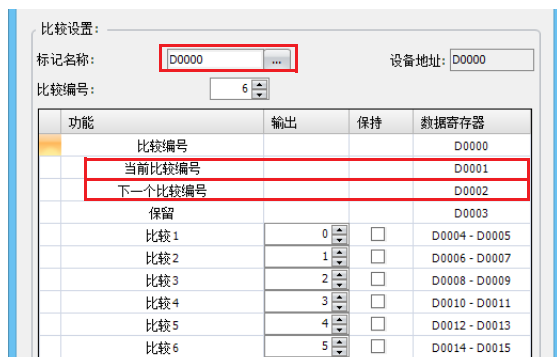 比较设置:
标记名称: D0000 ... 设备地址: D0000
比较编号: 6
功能 输出 保持 数据寄存器
比较编号 D0000
当前比较编号 D0001
下一个比较编号 D0002
保留 D0003
比较1 0 D0004 - D0005
比较2 1 D0006 - D0007
比较3 2 D0008 - D0009
比较4 3 D0010 - D0011
比较5 4 D0012 - D0013
比较6 5 D0014 - D0015